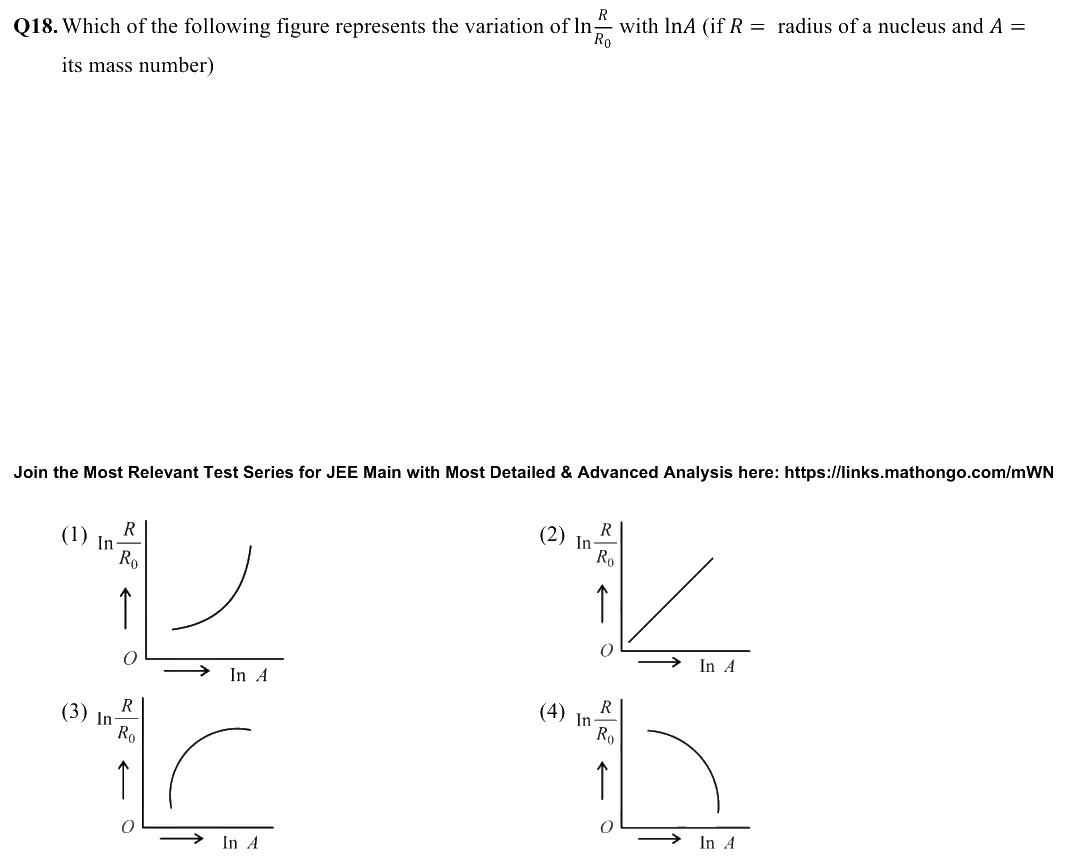 Q18. Which of the following figure represents the variation of ln R/R₀ with lnA (if R = radius of a nucleus and A =
its mass number)
Join the Most Relevant Test Series for JEE Main with Most Detailed & Advanced Analysis here: https://links.mathongo.com/mWN
(1) In R/R₀
O
In A
(2) In R/R₀
O
In A
(3) In R/R₀
O
In A
(4) In R/R₀
O
In A